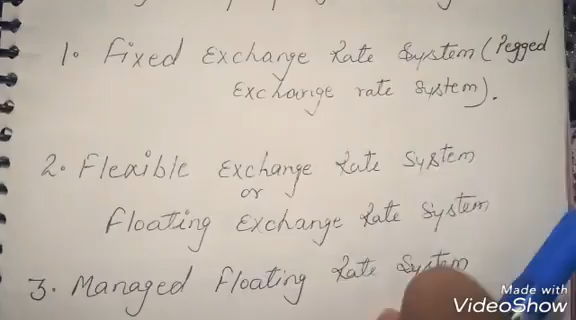 1. Fixed Exchange Rate System (Pegged
Exchange rate system).
2. Flexible Exchange Rate System
or
Floating Exchange Rate System
3. Managed Floating Rate System
Made with
VideoShow